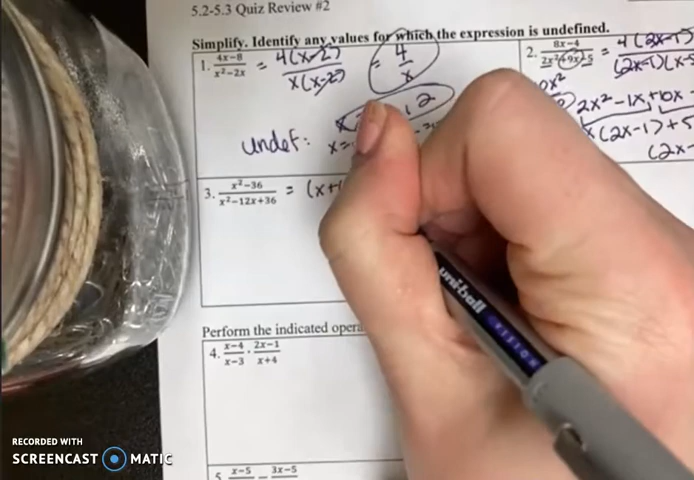 5.2-5.3 Quiz Review #2
Simplify. Identify any values for which the expression is undefined.
1. 4x-8 / x²-2x = 4(x-2) / x(x-2) = 4/x
undef:
x=
2. 8x-4 / 2x²+9x-5 = 4(2x-1) / (2x-1)(x+5
2x²-1x+10x
(2x-1)+5
(2x-
3. x²-36 / x²-12x+36 = (x+
Perform the indicated opera
4. x-4 / x-3 · 2x-1 / x+4
5. x-5 - 3x-5
uni-ball VISION
RECORDED WITH
SCREENCAST MATIC